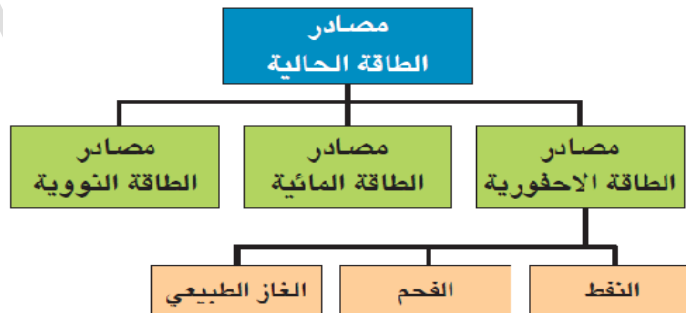 مصادر
الطاقة الحالية
مصادر
الطاقة الاحفورية
مصادر
الطاقة المائية
مصادر
الطاقة النووية
النفط
الفحم
الغاز الطبيعي